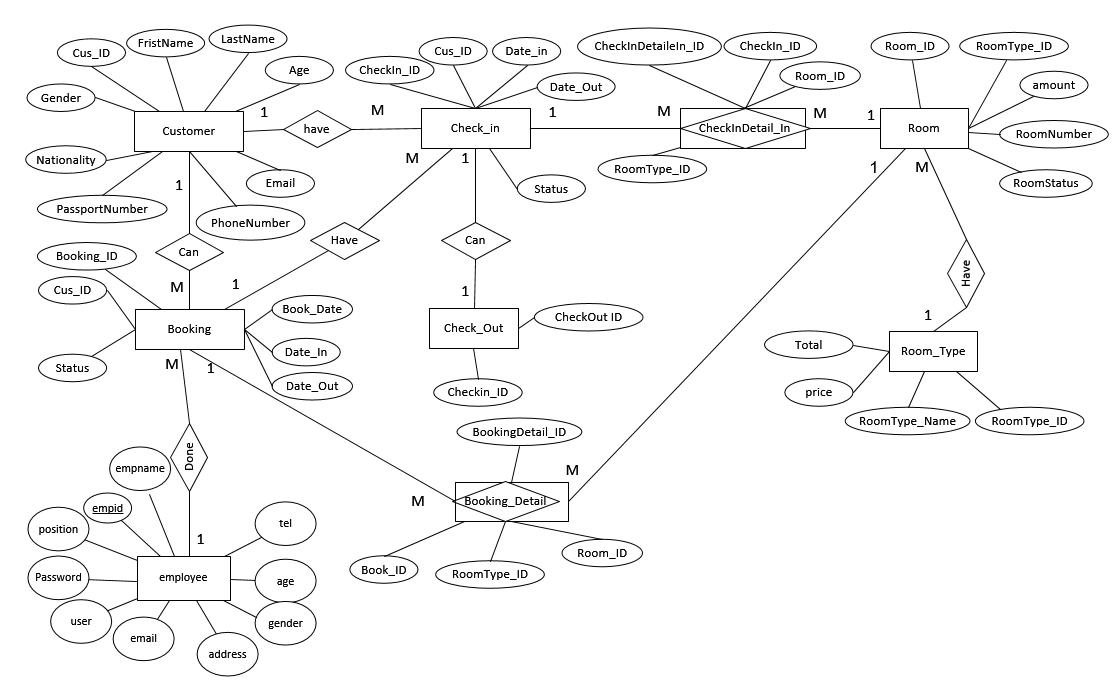 Cus_ID
FristName
LastName
Age
Gender
Customer
Nationality
PassportNumber
PhoneNumber
Email
1
have
M
CheckIn_ID
Cus_ID
Date_in
Date_Out
Check_in
Status
1
M
CheckInDetaileIn_ID
CheckIn_ID
Room_ID
CheckInDetail_In
RoomType_ID
M
1
Room_ID
RoomType_ID
amount
RoomNumber
RoomStatus
Room
1
Can
M
M
Have
1
1
Can
1
1
M
Have
1
Booking_ID
Cus_ID
Status
Booking
Book_Date
Date_In
Date_Out
Check_Out
CheckOut ID
Checkin_ID
Total
price
Room_Type
RoomType_Name
RoomType_ID
M
1
Done
1
M
M
BookingDetail_ID
Booking_Detail
Book_ID
RoomType_ID
Room_ID
empname
empid
position
Password
user
email
address
gender
age
tel
employee